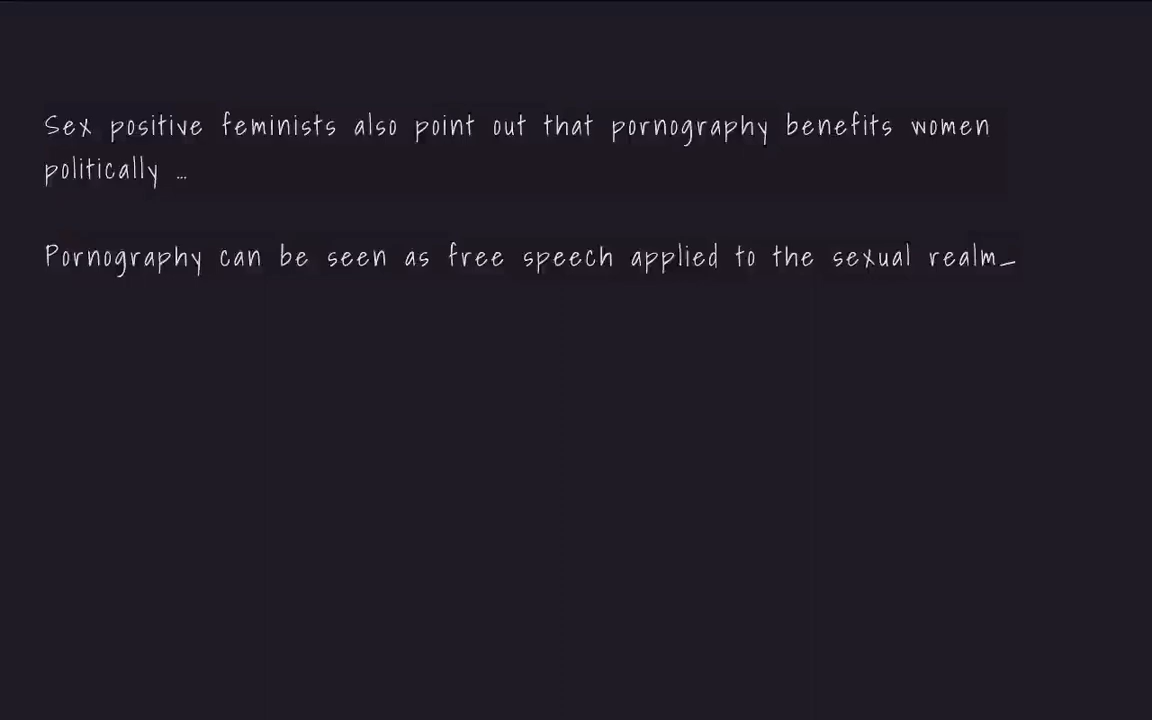 Sex positive feminists also point out that pornography benefits women
politically ...
Pornography can be seen as free speech applied to the sexual realm_